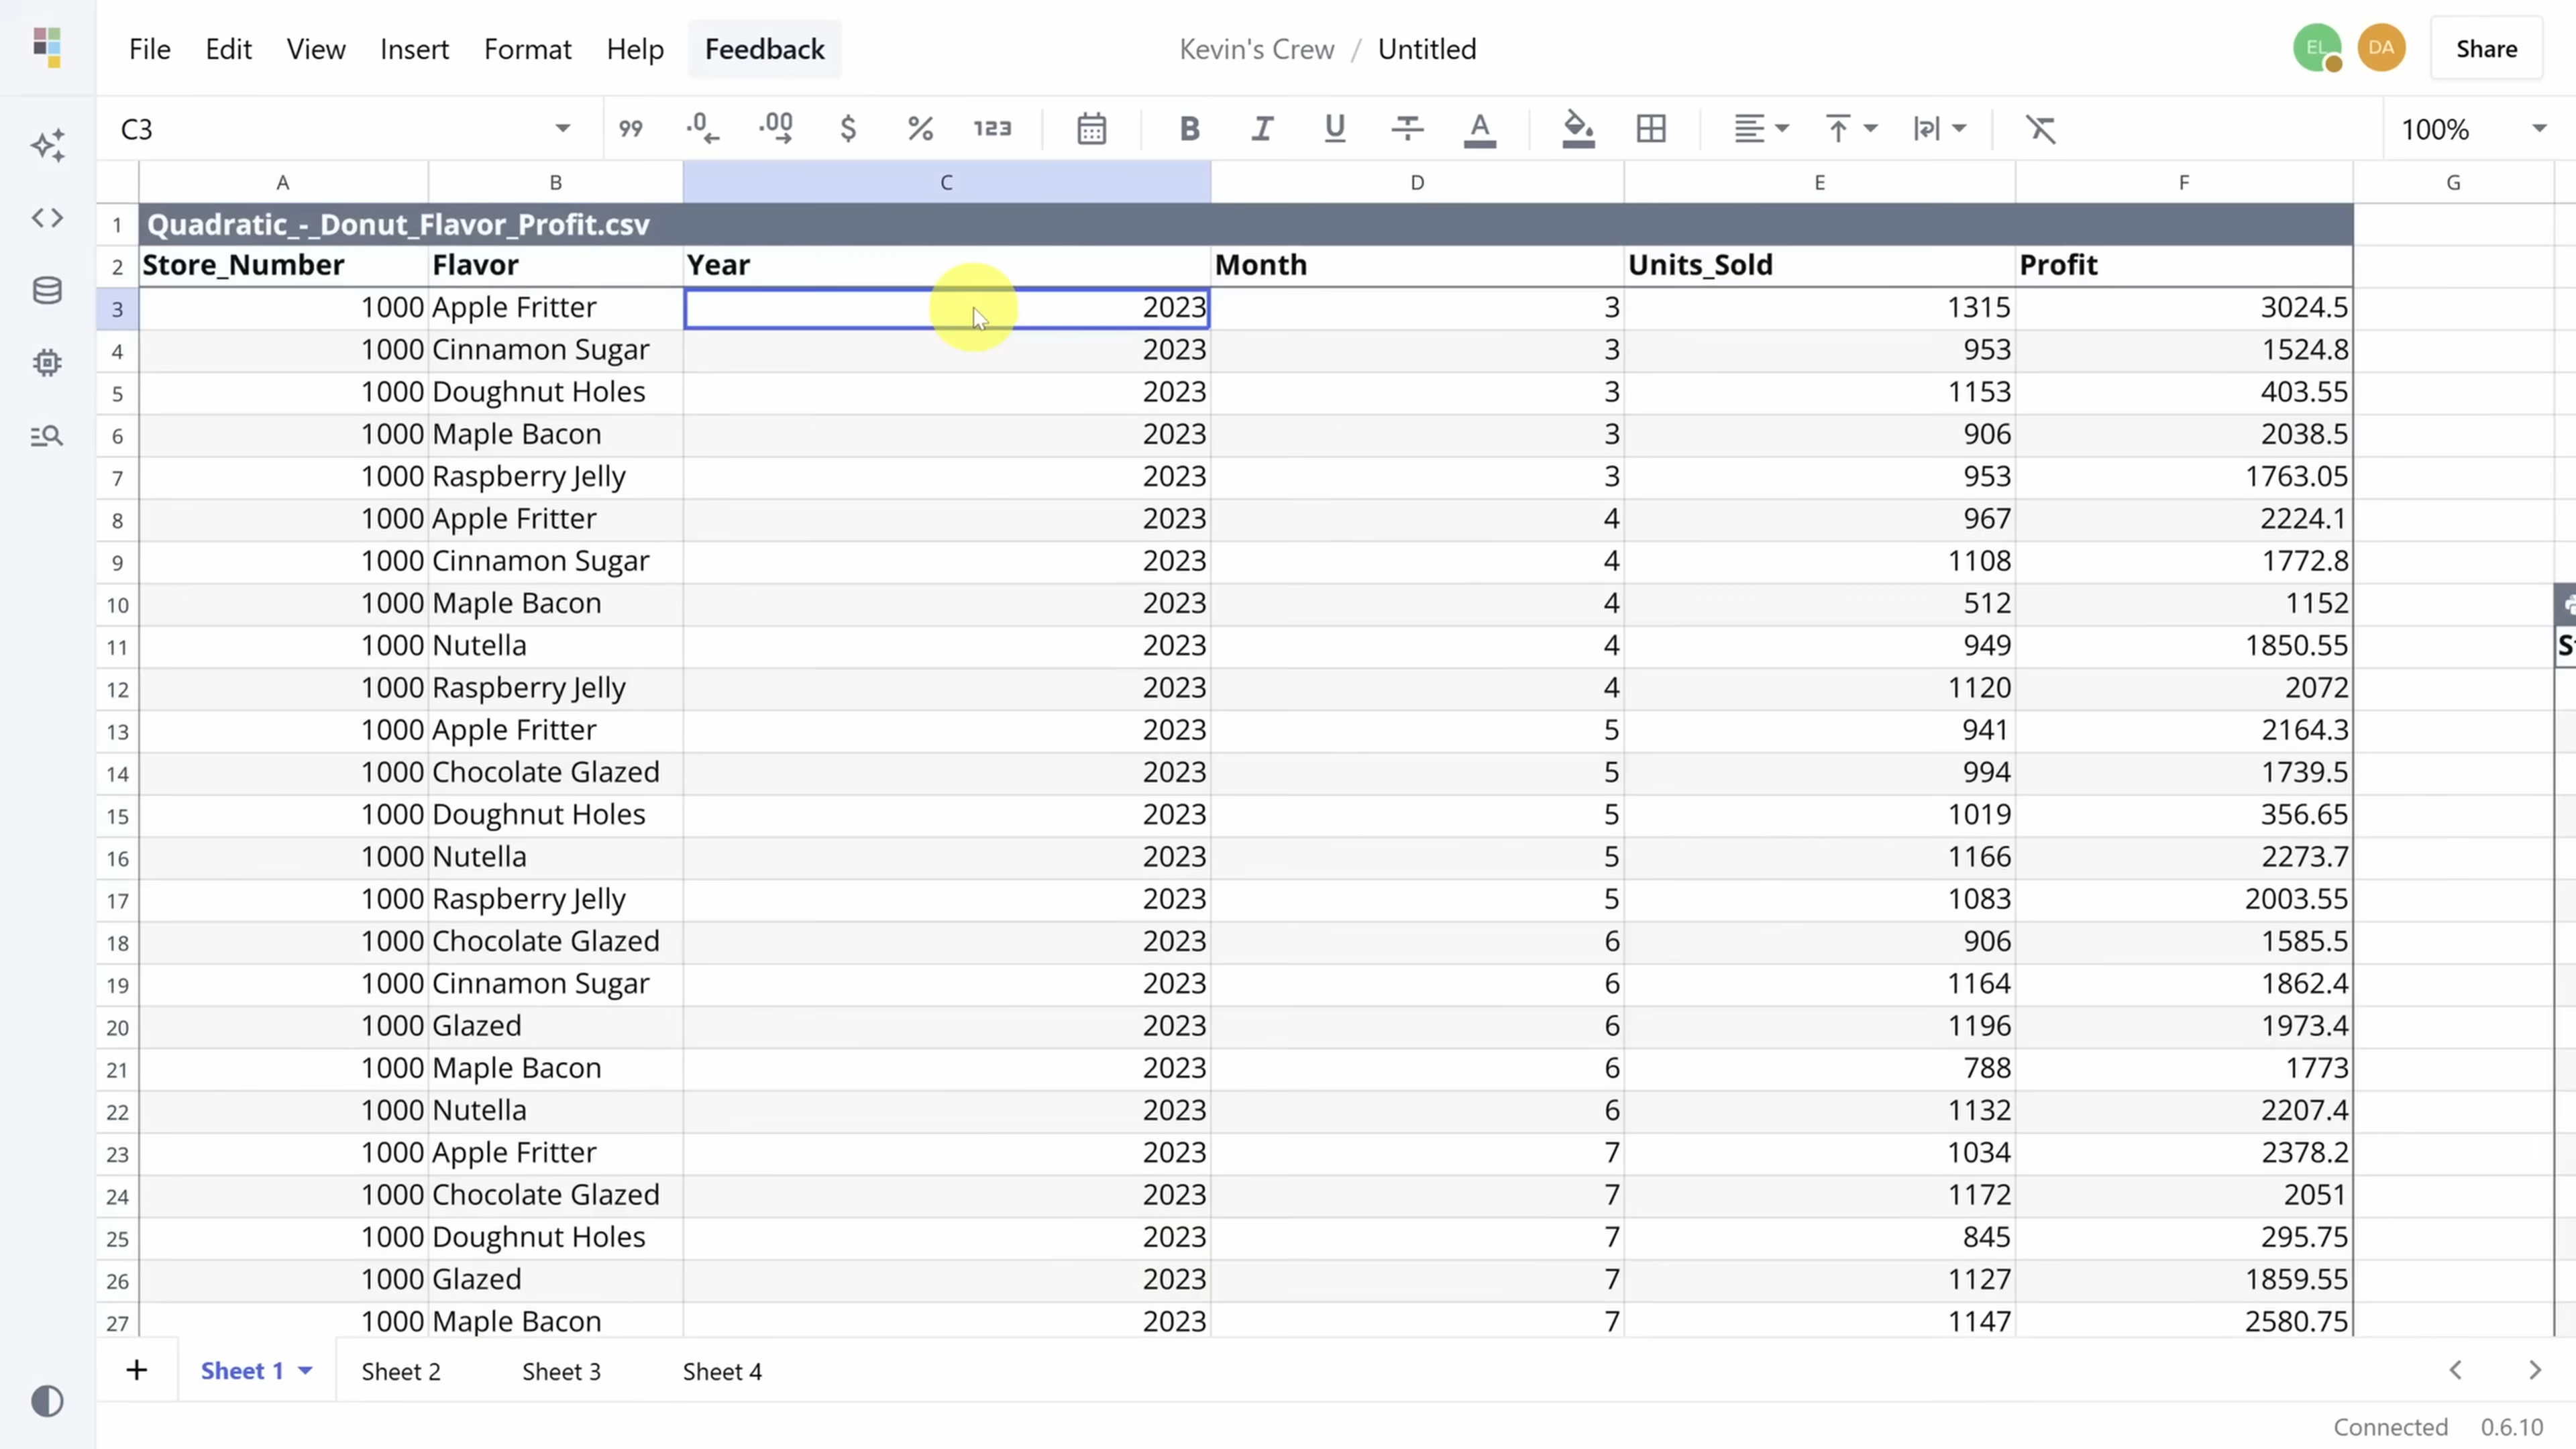 File Edit View Insert Format Help Feedback Kevin's Crew / Untitled EL DA Share
C3 99 .0 .00 $ % 123 B I U A 100%
A B C D E F G
1 Quadratic_-_Donut_Flavor_Profit.csv
2 Store_Number Flavor Year Month Units_Sold Profit
3 1000 Apple Fritter 2023 3 1315 3024.5
4 1000 Cinnamon Sugar 2023 3 953 1524.8
5 1000 Doughnut Holes 2023 3 1153 403.55
6 1000 Maple Bacon 2023 3 906 2038.5
7 1000 Raspberry Jelly 2023 3 953 1763.05
8 1000 Apple Fritter 2023 4 967 2224.1
9 1000 Cinnamon Sugar 2023 4 1108 1772.8
10 1000 Maple Bacon 2023 4 512 1152
11 1000 Nutella 2023 4 949 1850.55
12 1000 Raspberry Jelly 2023 4 1120 2072
13 1000 Apple Fritter 2023 5 941 2164.3
14 1000 Chocolate Glazed 2023 5 994 1739.5
15 1000 Doughnut Holes 2023 5 1019 356.65
16 1000 Nutella 2023 5 1166 2273.7
17 1000 Raspberry Jelly 2023 5 1083 2003.55
18 1000 Chocolate Glazed 2023 6 906 1585.5
19 1000 Cinnamon Sugar 2023 6 1164 1862.4
20 1000 Glazed 2023 6 1196 1973.4
21 1000 Maple Bacon 2023 6 788 1773
22 1000 Nutella 2023 6 1132 2207.4
23 1000 Apple Fritter 2023 7 1034 2378.2
24 1000 Chocolate Glazed 2023 7 1172 2051
25 1000 Doughnut Holes 2023 7 845 295.75
26 1000 Glazed 2023 7 1127 1859.55
27 1000 Maple Bacon 2023 7 1147 2580.75
+ Sheet 1 Sheet 2 Sheet 3 Sheet 4
Connected 0.6.10